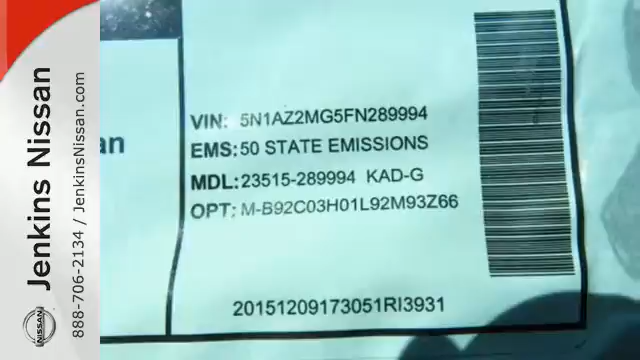 Jenkins Nissan
888-706-2134 / JenkinsNissan.com
NISSAN
an
VIN: 5N1AZ2MG5FN289994
EMS:50 STATE EMISSIONS
MDL:23515-289994 KAD-G
OPT: M-B92C03H01L92M93Z66
20151209173051RI3931